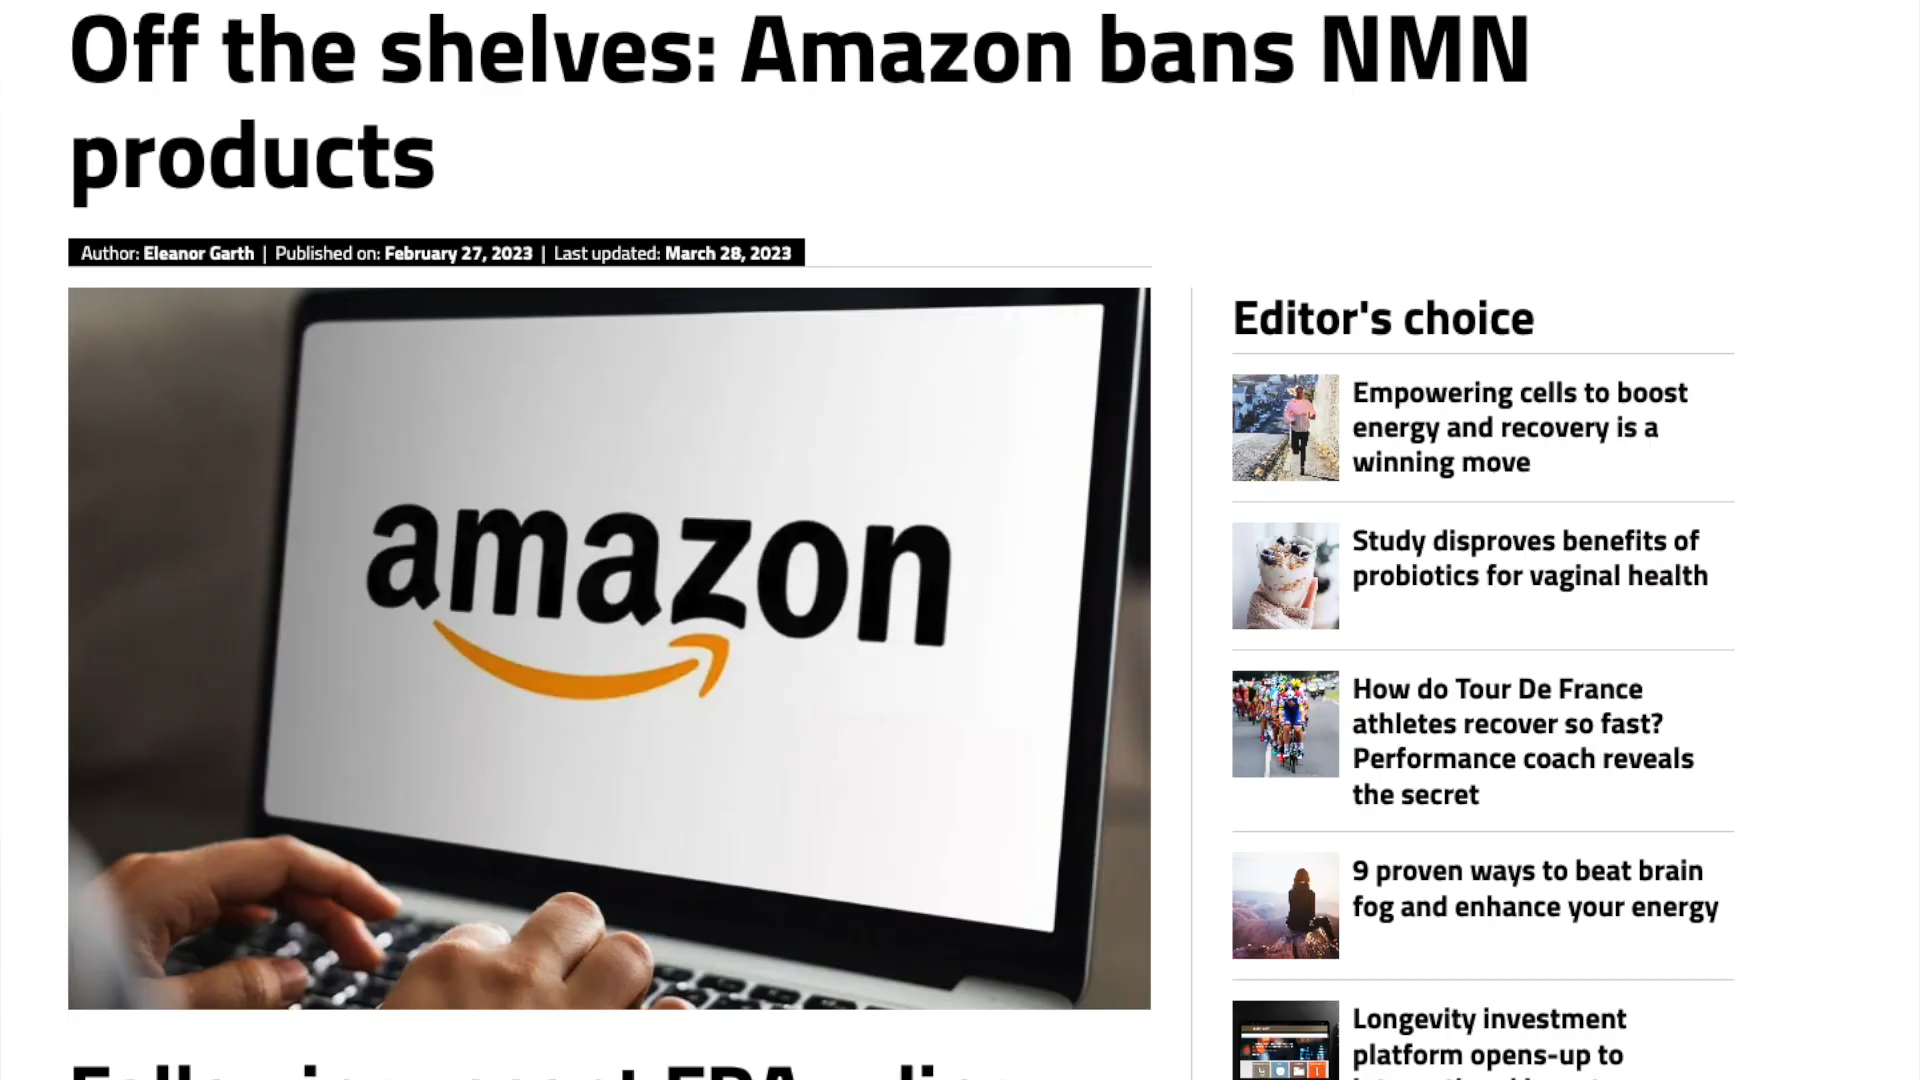 Off the shelves: Amazon bans NMN
products
Author: Eleanor Garth | Published on: February 27, 2023 | Last updated: March 28, 2023
amazon
Editor's choice
Empowering cells to boost
energy and recovery is a
winning move
Study disproves benefits of
probiotics for vaginal health
How do Tour De France
athletes recover so fast?
Performance coach reveals
the secret
9 proven ways to beat brain
fog and enhance your energy
Longevity investment
platform opens-up to